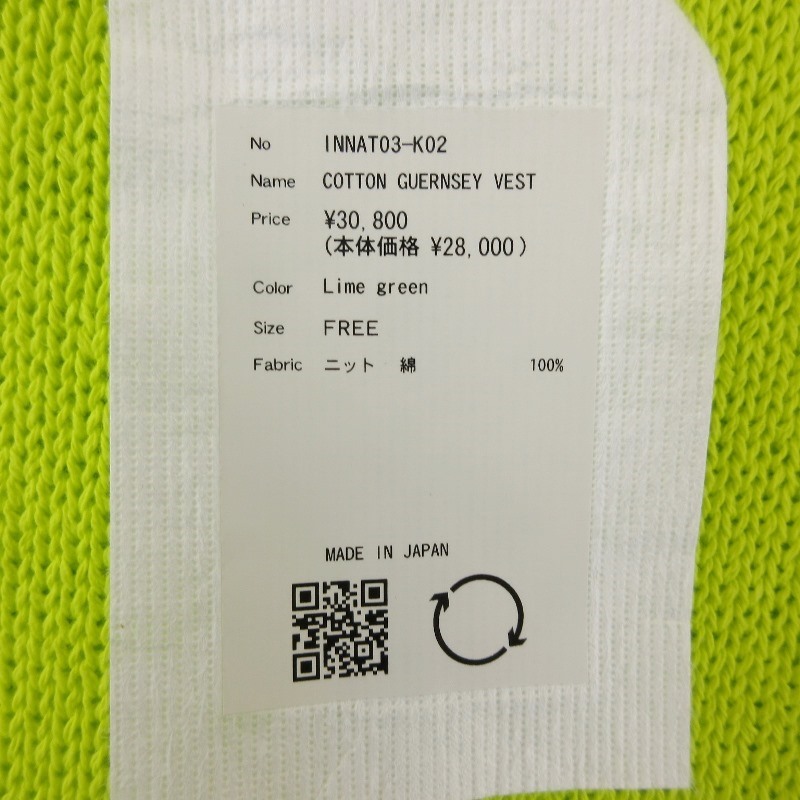 No INNAT03-K02
Name COTTON GUERNSEY VEST
Price ¥30,800
(本体価格 ¥28,000)
Color Lime green
Size FREE
Fabric ニット 綿 100%
MADE IN JAPAN